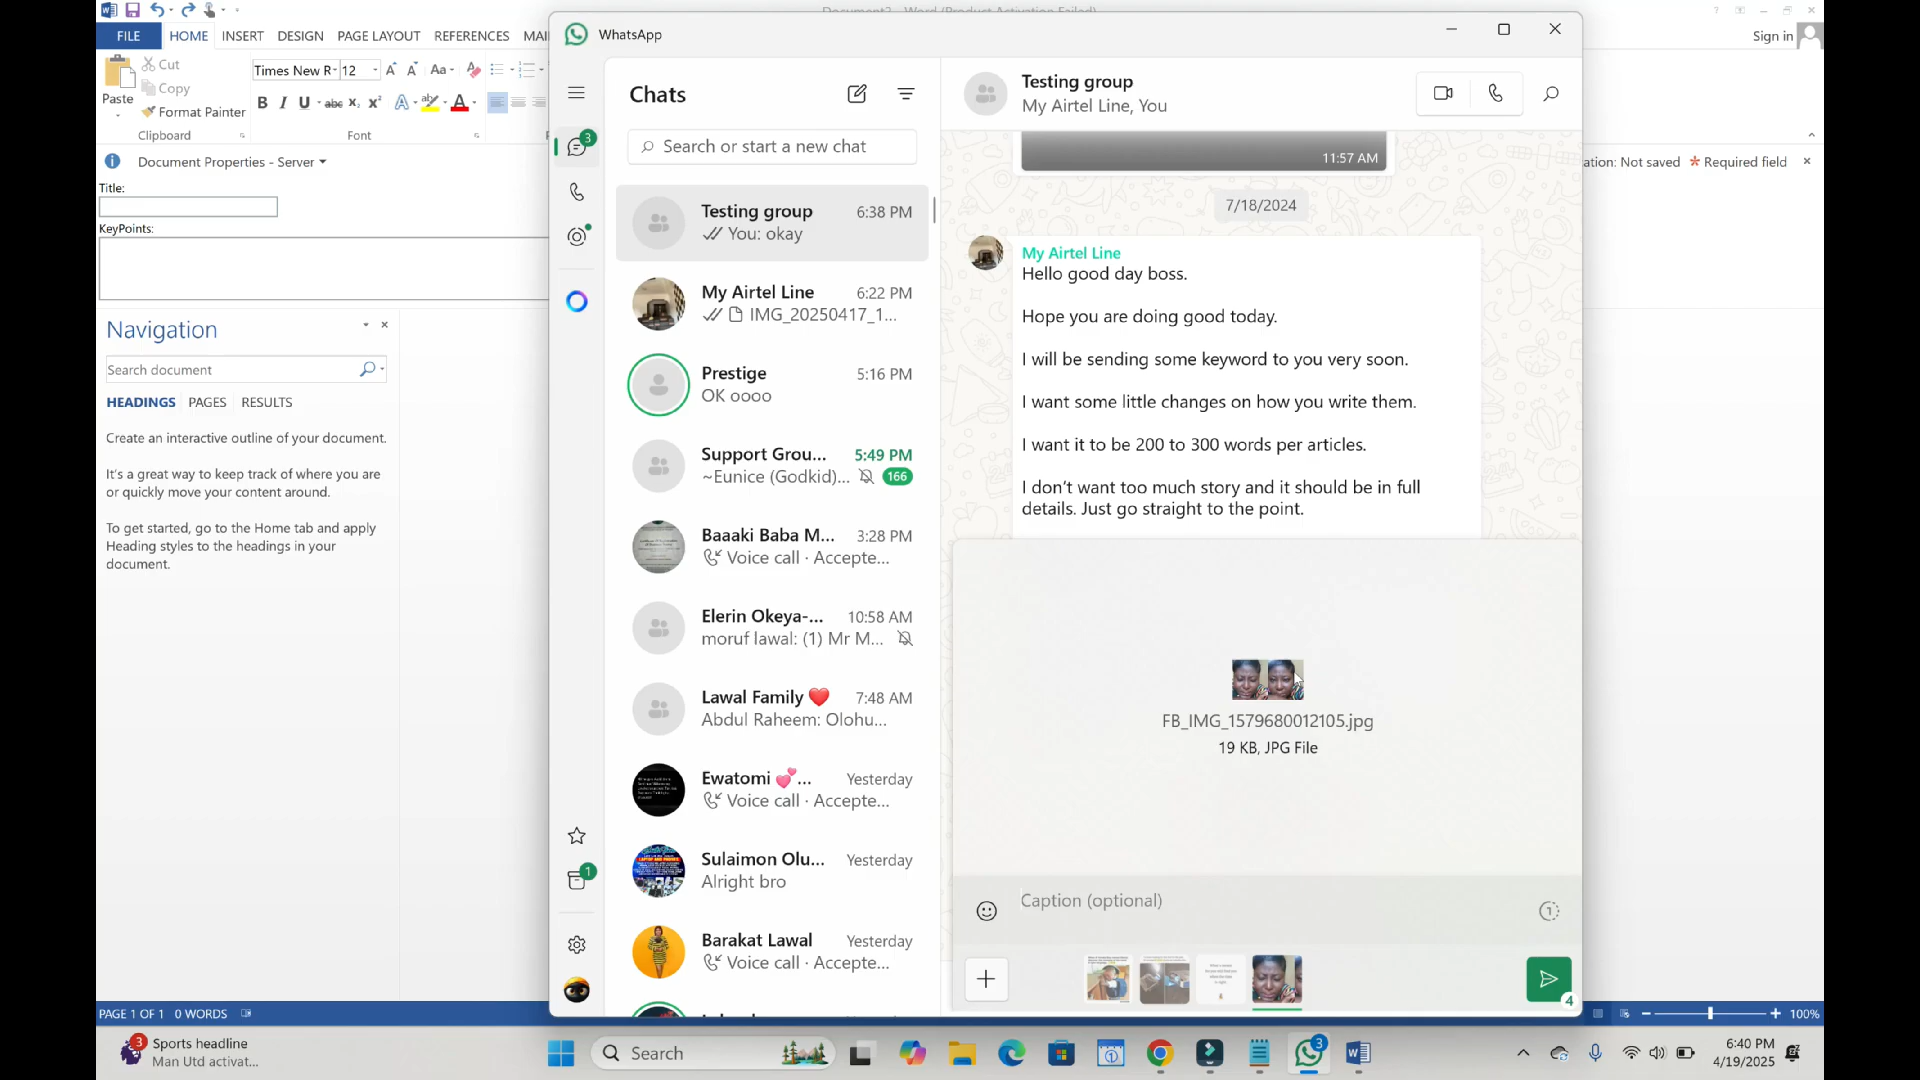 Document2 - Word (Product Activation Failed)
FILE
HOME
INSERT
DESIGN
PAGE LAYOUT
REFERENCES
MAI
Sign in
Paste
Cut
Copy
Format Painter
Clipboard
Times New R
12
Font
Document Properties - Server
ation: Not saved
* Required field
Title:
KeyPoints:
Navigation
Search document
HEADINGS
PAGES
RESULTS
Create an interactive outline of your document.
It's a great way to keep track of where you are
or quickly move your content around.
To get started, go to the Home tab and apply
Heading styles to the headings in your
document.
PAGE 1 OF 1
0 WORDS
100%
WhatsApp
3
1
Chats
Search or start a new chat
Testing group
6:38 PM
You: okay
My Airtel Line
6:22 PM
IMG_20250417_1...
Prestige
5:16 PM
OK oooo
Support Grou...
5:49 PM
~Eunice (Godkid)...
166
Baaaki Baba M...
3:28 PM
Voice call · Accepte...
Elerin Okeya-...
10:58 AM
moruf lawal: (1) Mr M...
Lawal Family ❤️
7:48 AM
Abdul Raheem: Olohu...
Ewatomi 💕...
Yesterday
Voice call · Accepte...
Sulaimon Olu...
Yesterday
Alright bro
Barakat Lawal
Yesterday
Voice call · Accepte...
Testing group
My Airtel Line, You
11:57 AM
7/18/2024
My Airtel Line
Hello good day boss.
Hope you are doing good today.
I will be sending some keyword to you very soon.
I want some little changes on how you write them.
I want it to be 200 to 300 words per articles.
I don't want too much story and it should be in full
details. Just go straight to the point.
FB_IMG_1579680012105.jpg
19 KB, JPG File
Caption (optional)
4
3
Sports headline
Man Utd activat...
Search
3
6:40 PM
4/19/2025